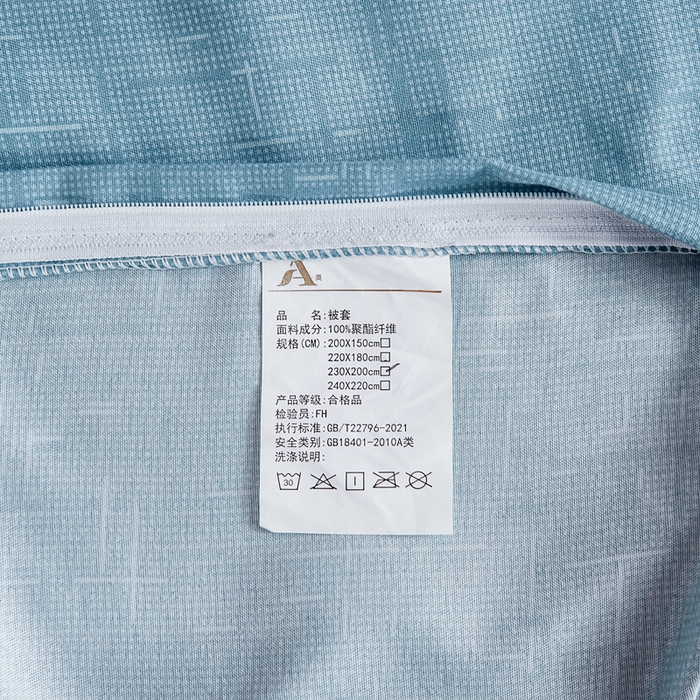 A类
品 名:被套
面料成分:100%聚酯纤维
规格(CM):200X150cm□
220X180cm□
230X200cm☑
240X220cm□
产品等级:合格品
检验员:FH
执行标准:GB/T22796-2021
安全类别:GB18401-2010A类
洗涤说明:
30